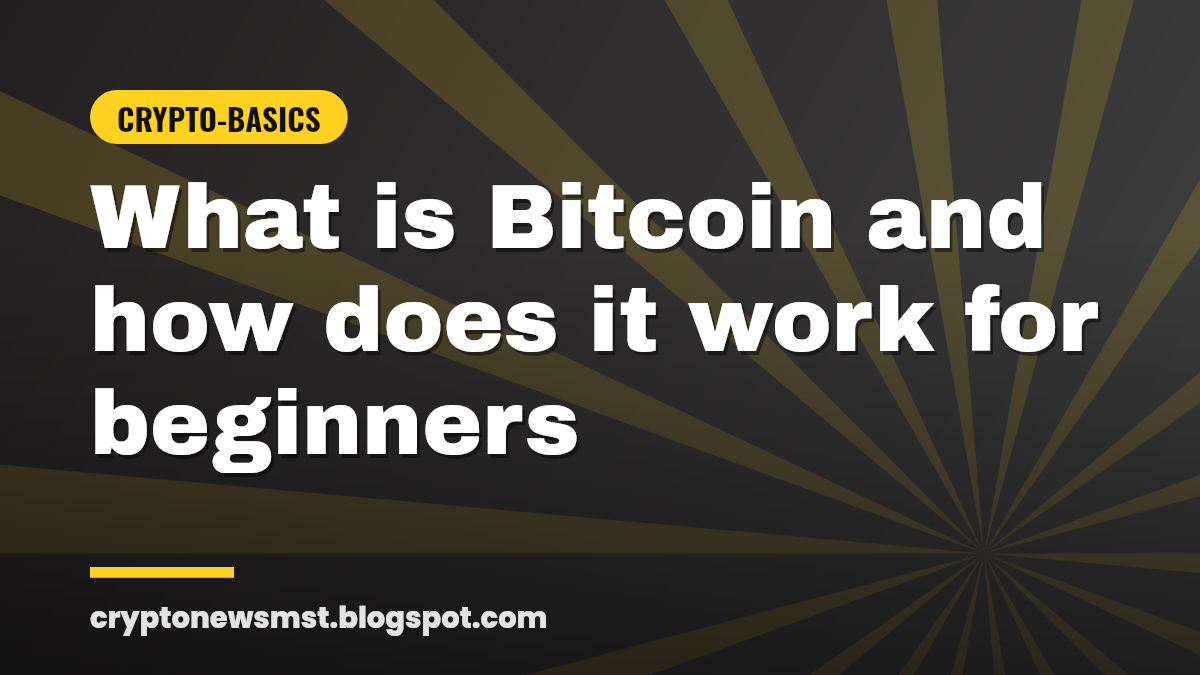 CRYPTO-BASICS
What is Bitcoin and
how does it work for
beginners
cryptonewsmst.blogspot.com